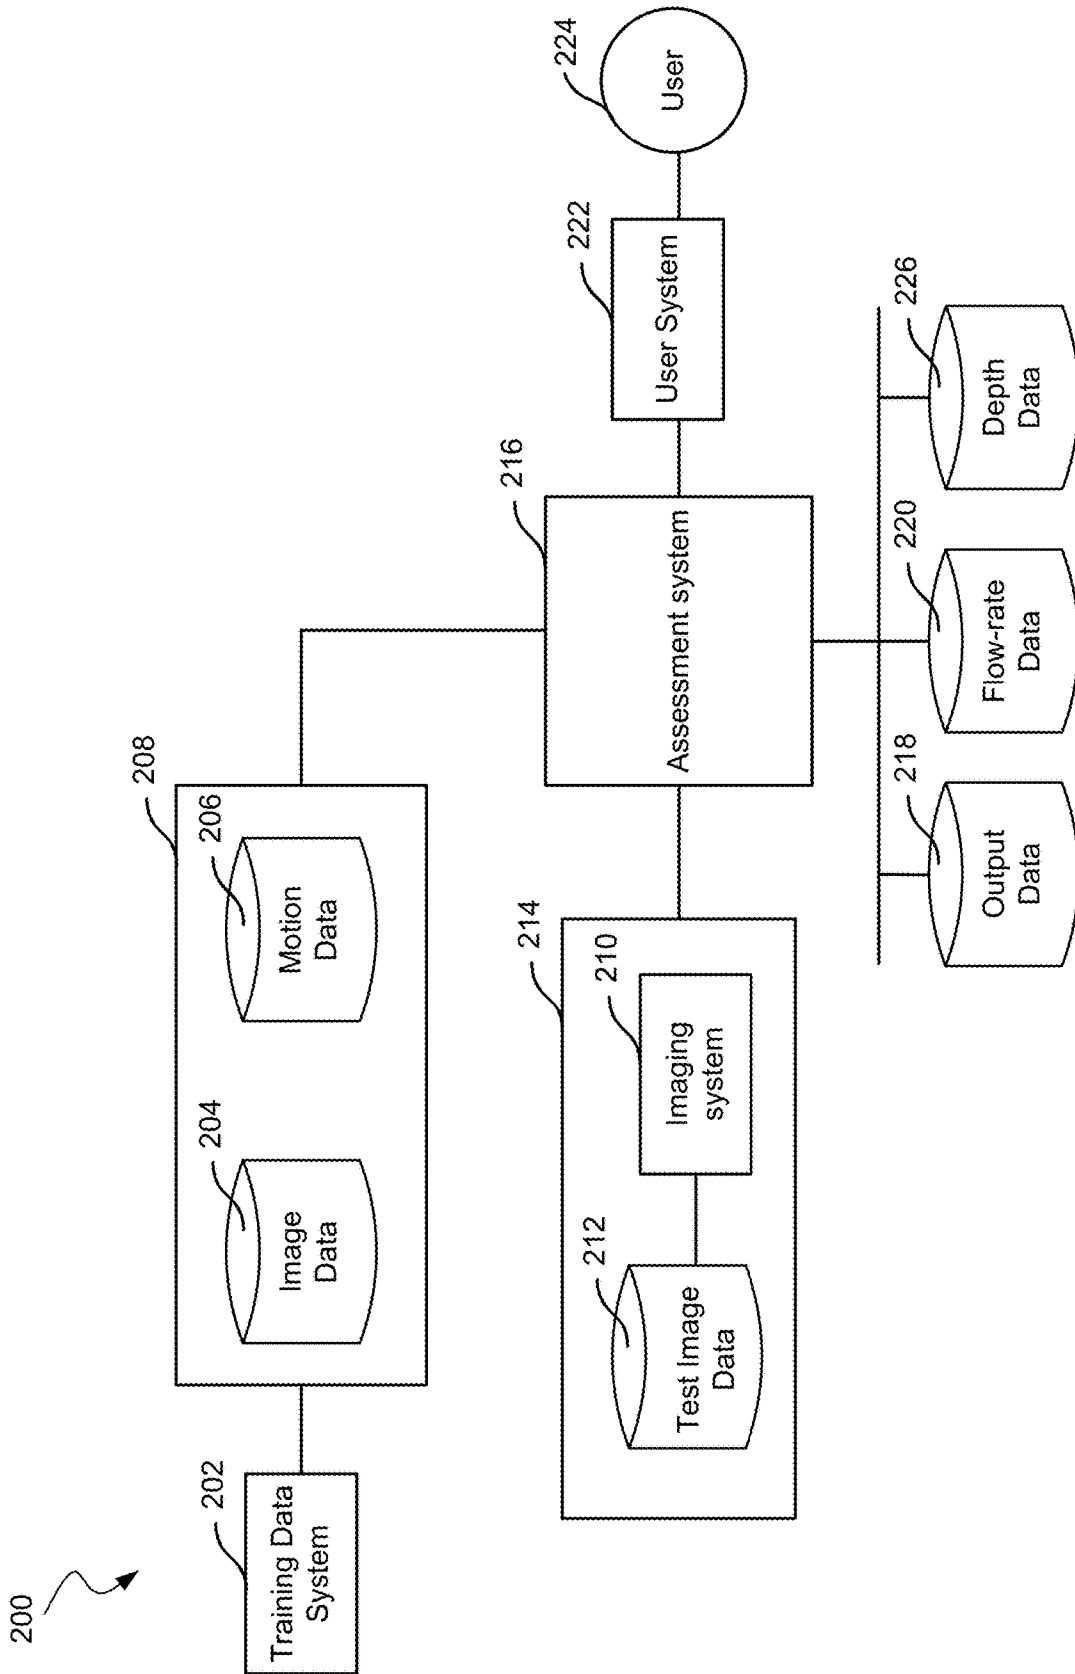 200
202
Training Data
System
208
204
Image
Data
206
Motion
Data
214
212
Test Image
Data
210
Imaging
system
216
Assessment system
222
User System
224
User
218
Output
Data
220
Flow-rate
Data
226
Depth
Data